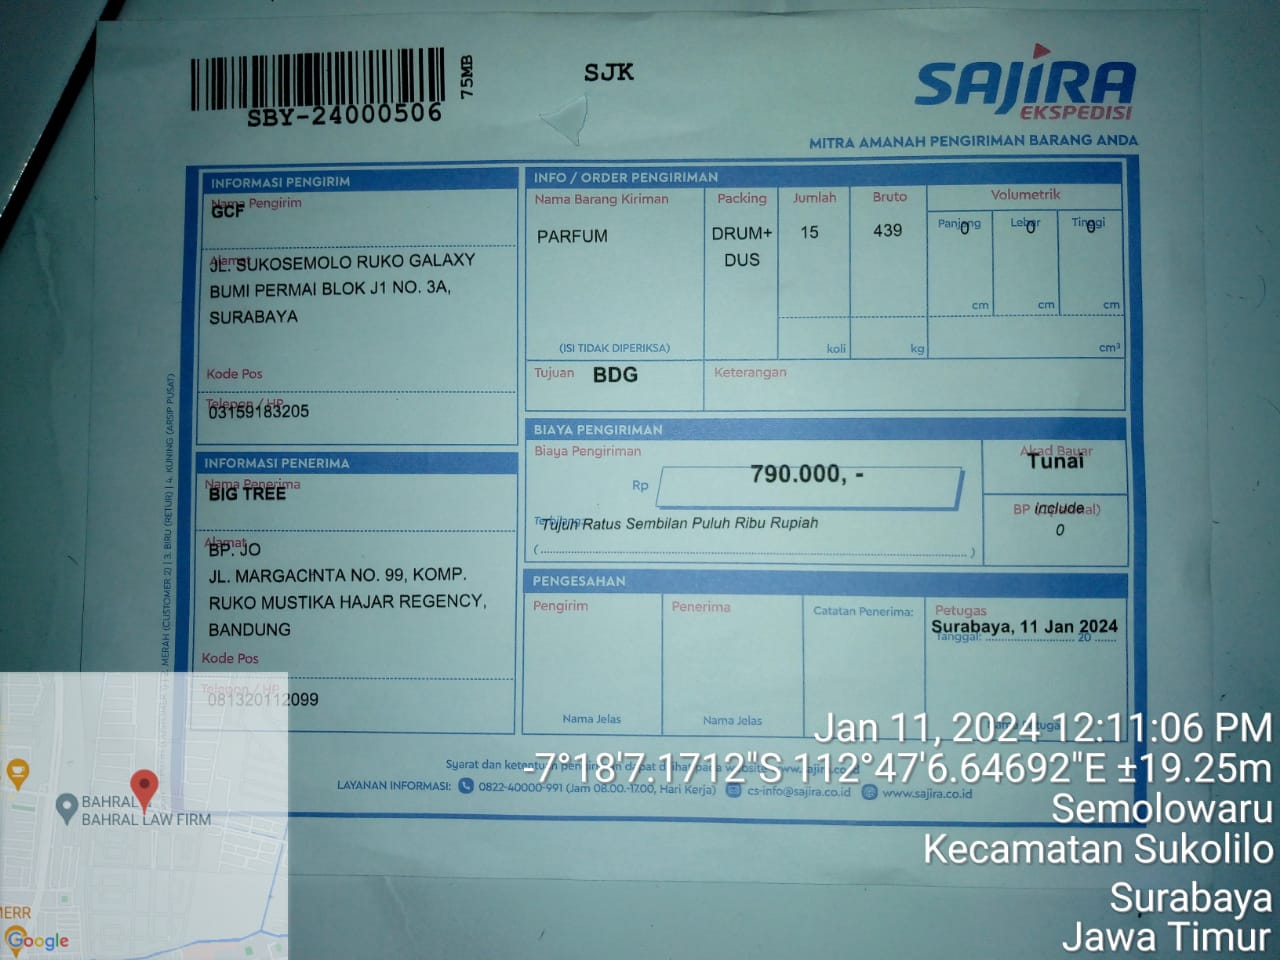 SBY-24000506
75MB
SJK
SAJIRA
EKSPEDISI
MITRA AMANAH PENGIRIMAN BARANG ANDA
INFORMASI PENGIRIM
Nama Pengirim
GCF
Alamat
JL. SUKOSEMOLO RUKO GALAXY
BUMI PERMAI BLOK J1 NO. 3A,
SURABAYA
Kode Pos
Telepon / HP
03159183205
INFORMASI PENERIMA
Nama Penerima
BIG TREE
Alamat
BP. JO
JL. MARGACINTA NO. 99, KOMP.
RUKO MUSTIKA HAJAR REGENCY,
BANDUNG
Kode Pos
Telepon / HP
081320112099
INFO / ORDER PENGIRIMAN
Nama Barang Kiriman
PARFUM
(ISI TIDAK DIPERIKSA)
Packing
DRUM+
DUS
Jumlah
15
koli
Bruto
439
kg
Volumetrik
Panjang Lebar Tinggi
0 0 0
cm cm cm
cm³
Tujuan BDG
Keterangan
BIAYA PENGIRIMAN
Biaya Pengiriman
Rp 790.000, -
Terbilang
Tujuh Ratus Sembilan Puluh Ribu Rupiah
Akad Bayar
Tunai
BP (Optional)
include
0
PENGESAHAN
Pengirim
Nama Jelas
Penerima
Nama Jelas
Catatan Penerima:
Petugas
Surabaya, 11 Jan 2024
Tanggal: 20
MERAH (CUSTOMER 2) | 3. BIRU (RETUR) | 4. KUNING (ARSIP PUSAT)
Syarat dan ketentuan pengiriman dapat dilihat pada website www.sajira.co.id
LAYANAN INFORMASI: 0822-40000-991 (Jam 08.00.-17.00, Hari Kerja) cs-info@sajira.co.id www.sajira.co.id
Jan 11, 2024 12:11:06 PM
-7°18'7.1712"S 112°47'6.64692"E ±19.25m
Semolowaru
Kecamatan Sukolilo
Surabaya
Jawa Timur
BAHRAL
BAHRAL LAW FIRM
MERR
Google